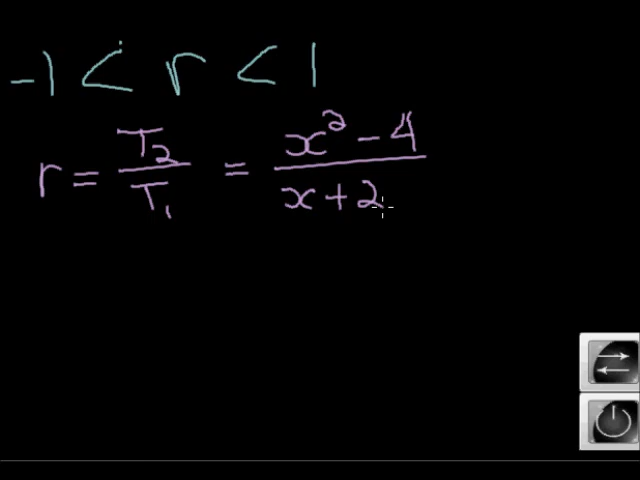 -1 < r < 1
r = T₂/T₁ = (x² - 4)/(x + 2)